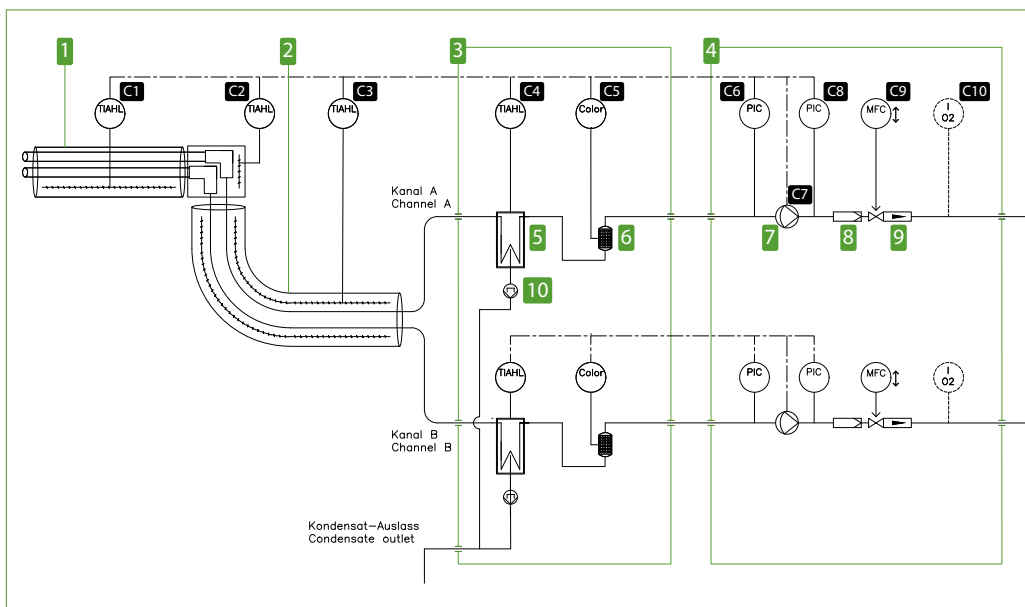 1
2
3
4
C1
C2
C3
C4
C5
C6
C8
C9
C10
TIAHL
TIAHL
TIAHL
TIAHL
Color
PIC
PIC
MFC
I
O2
Kanal A
Channel A
C7
5
6
7
8
9
10
TIAHL
Color
PIC
PIC
MFC
I
O2
Kanal B
Channel B
Kondensat-Auslass
Condensate outlet